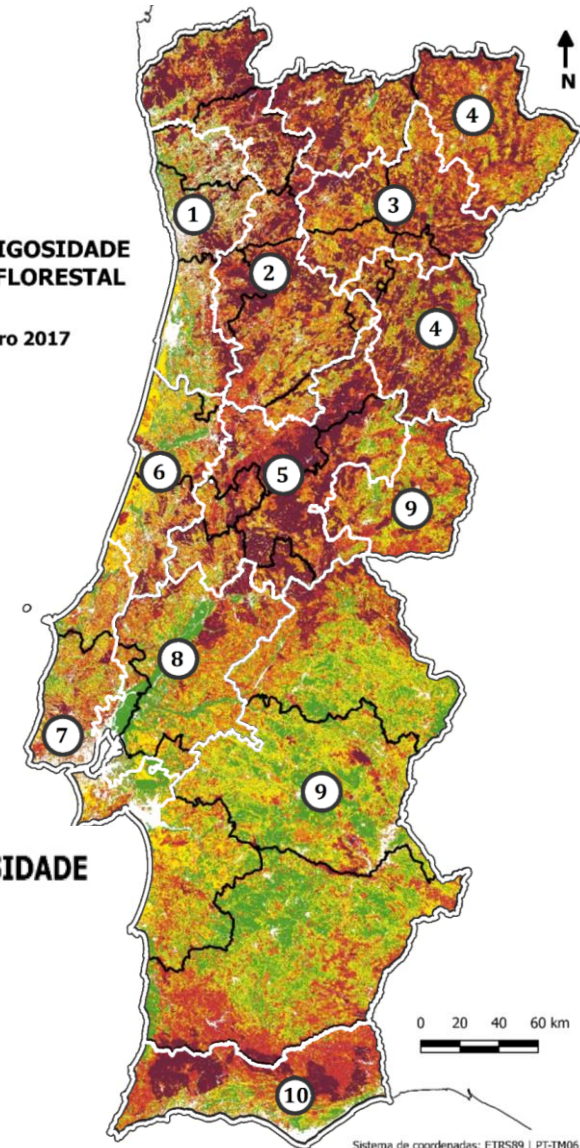 N
IGOSIDADE
FLORESTAL
ro 2017
4
1
3
2
4
6
5
9
8
7
9
SIDADE
0 20 40 60 km
10
Sistema de coordenadas: ETRS89 | PT-TM06